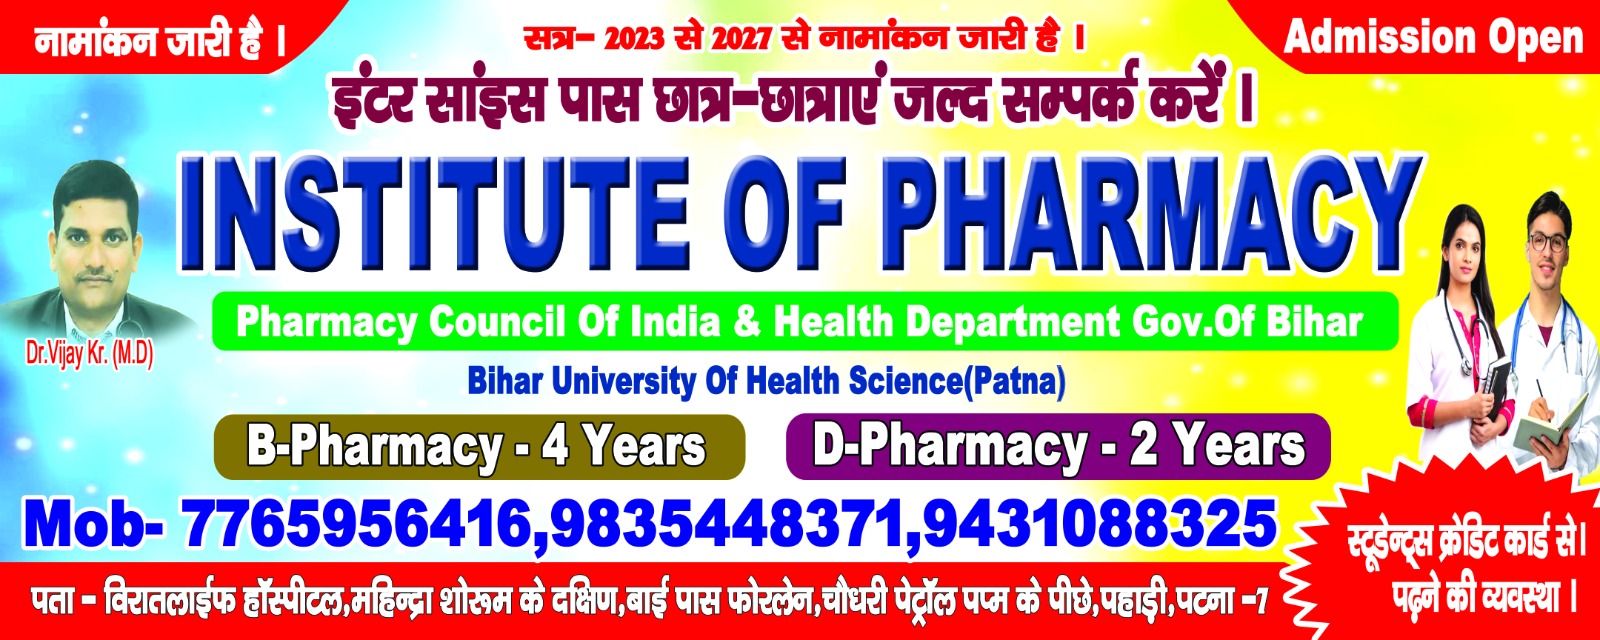 नामांकन जारी है ।
सत्र- 2023 से 2027 से नामांकन जारी है ।
Admission Open
इंटर सांइस पास छात्र-छात्राएं जल्द सम्पर्क करें ।
INSTITUTE OF PHARMACY
Pharmacy Council Of India & Health Department Gov.Of Bihar
Dr.Vijay Kr. (M.D)
Bihar University Of Health Science(Patna)
B-Pharmacy - 4 Years
D-Pharmacy - 2 Years
Mob- 7765956416,9835448371,9431088325
स्टूडेन्ट्स क्रेडिट कार्ड से।
पढ़ने की व्यवस्था ।
पता - विरातलाईफ हॉस्पीटल,महिन्द्रा शोरूम के दक्षिण,बाई पास फोरलेन,चौधरी पेट्रॉल पप्म के पीछे,पहाड़ी,पटना -7